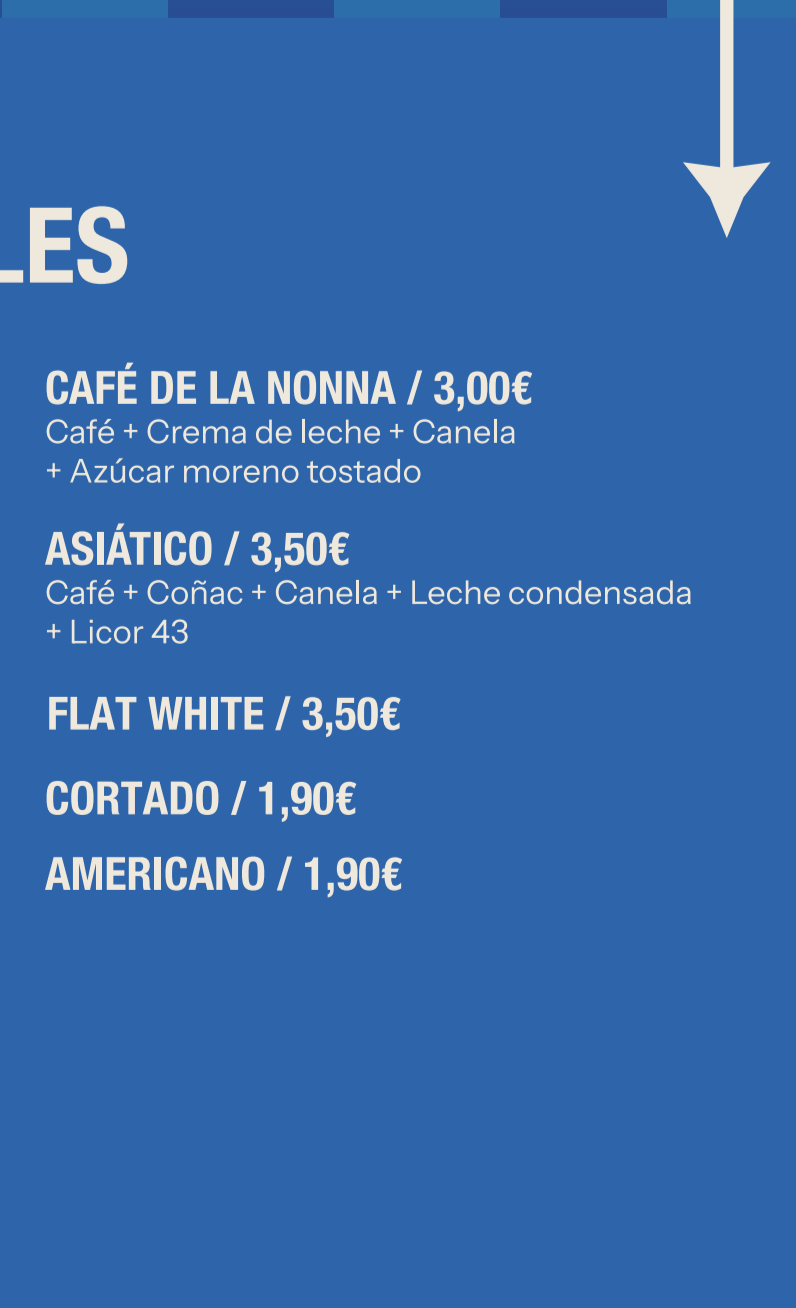 LES
CAFÉ DE LA NONNA / 3,00€
Café + Crema de leche + Canela
+ Azúcar moreno tostado
ASIÁTICO / 3,50€
Café + Coñac + Canela + Leche condensada
+ Licor 43
FLAT WHITE / 3,50€
CORTADO / 1,90€
AMERICANO / 1,90€